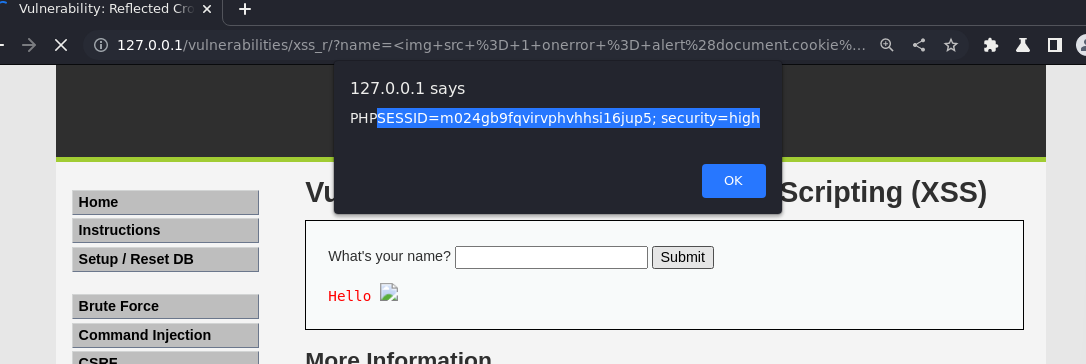 Vulnerability: Reflected Cro
127.0.0.1/vulnerabilities/xss_r/?name=<img+src+%3D+1+onerror+%3D+alert%28document.cookie%...
127.0.0.1 says
PHPSESSID=m024gb9fqvirvphvhhsi16jup5; security=high
OK
Vu Scripting (XSS)
Home
Instructions
Setup / Reset DB
Brute Force
Command Injection
CSRF
What's your name? Submit
Hello
More Information